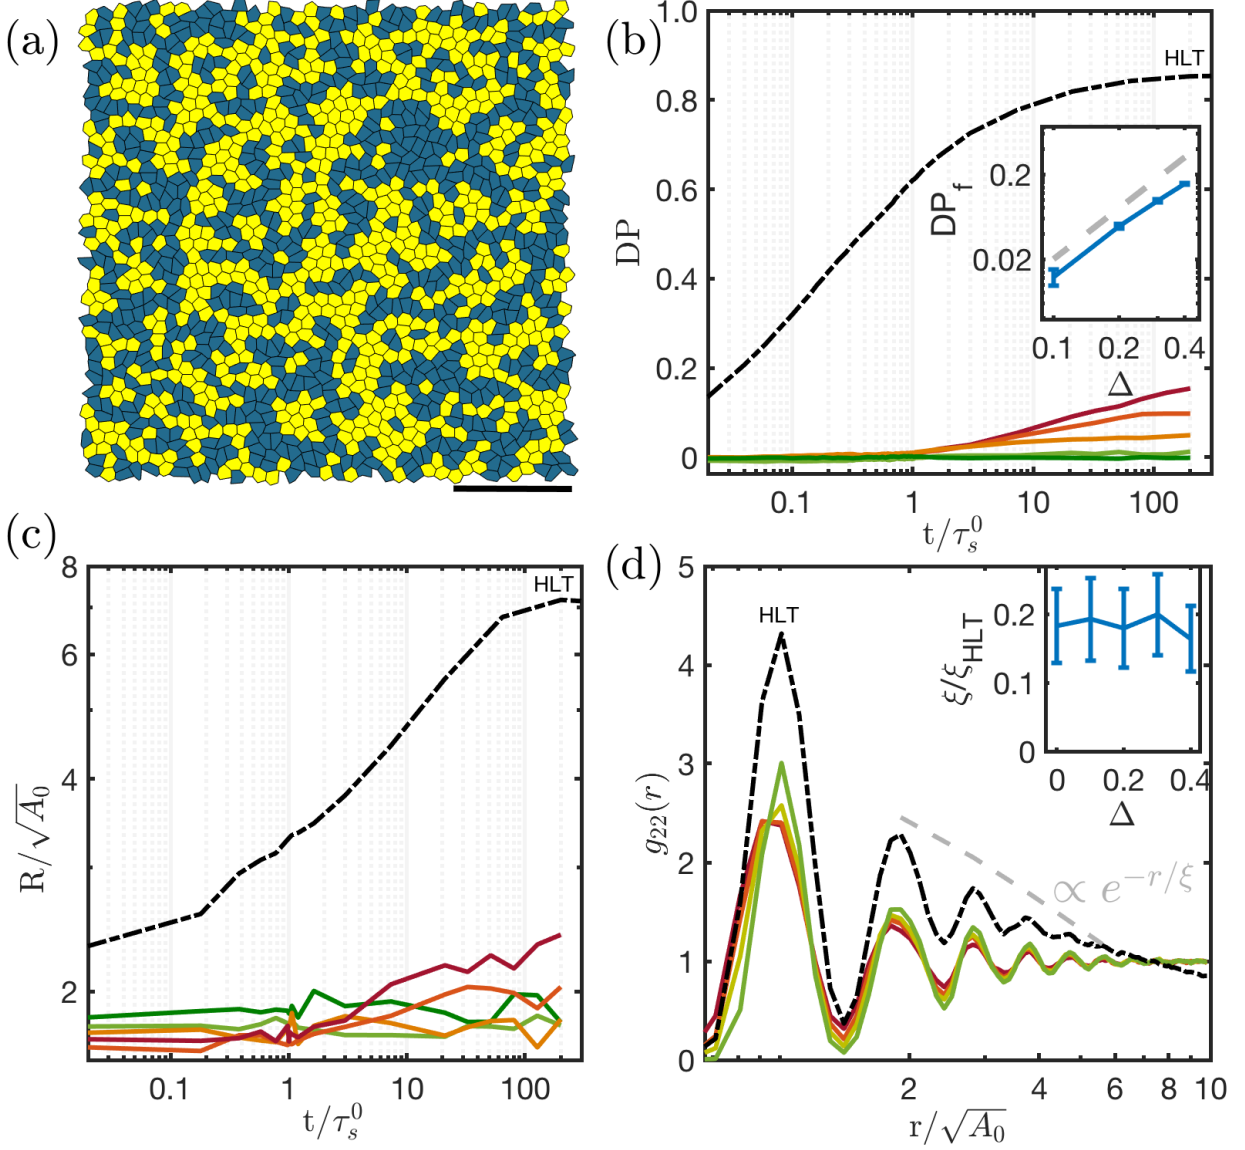 (a)
(b)
1.0
0.8
0.6
0.4
0.2
0
DP
HLT
0.2
0.02
DP_f
0.1
0.2
0.4
Δ
0.1
1
10
100
t/τ_s^0
(c)
8
6
4
2
R/√A_0
HLT
0.1
1
10
100
t/τ_s^0
(d)
5
4
3
2
1
0
g_22(r)
HLT
0.2
0.1
0
ξ/ξ_HLT
0
0.2
0.4
Δ
∝ e^{-r/ξ}
2
4
6
8
10
r/√A_0